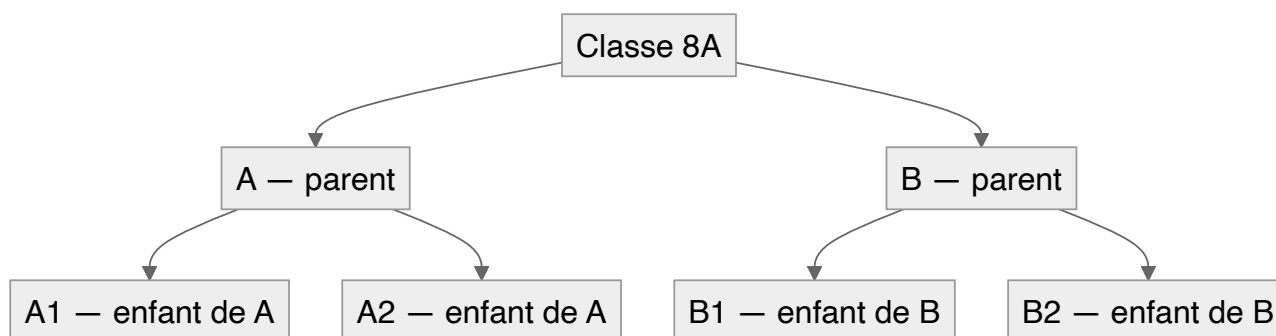 Classe 8A
A — parent
B — parent
A1 — enfant de A
A2 — enfant de A
B1 — enfant de B
B2 — enfant de B